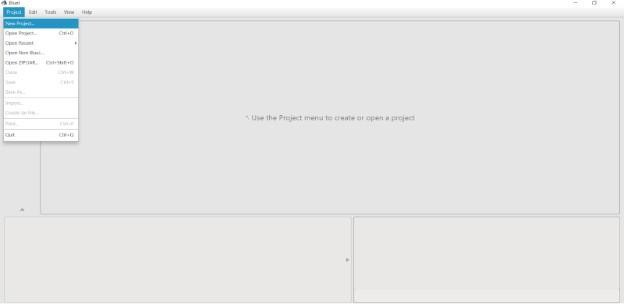 BlueJ
Project Edit Tools View Help
New Project...
Open Project... Ctrl+O
Open Recent
Open Non BlueJ...
Open ZIP/JAR... Ctrl+Shift+O
Close Ctrl+W
Save Ctrl+S
Save As...
Import...
Create Jar File...
Print... Ctrl+P
Quit Ctrl+Q
Use the Project menu to create or open a project